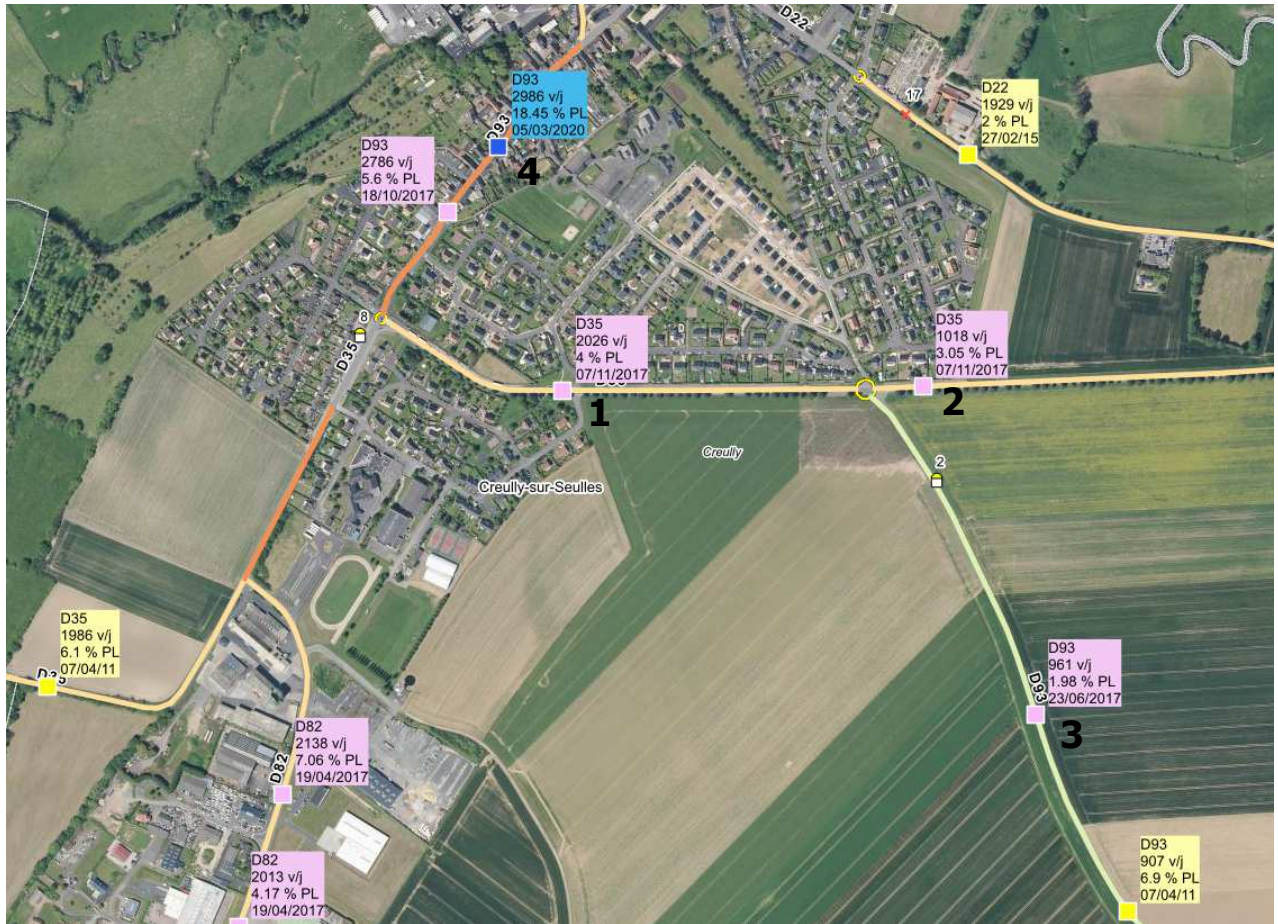 D22
D93
2986 v/j
18.45 % PL
05/03/2020
D93
4
D22
1929 v/j
2 % PL
27/02/15
17
D93
2786 v/j
5.6 % PL
18/10/2017
8
D35
D35
2026 v/j
4 % PL
07/11/2017
1
D35
1018 v/j
3.05 % PL
07/11/2017
2
Creully
Creully-sur-Seulles
2
D35
1986 v/j
6.1 % PL
07/04/11
D35
D93
961 v/j
1.98 % PL
23/06/2017
D93
3
D82
2138 v/j
7.06 % PL
19/04/2017
D82
D82
2013 v/j
4.17 % PL
19/04/2017
D93
907 v/j
6.9 % PL
07/04/11